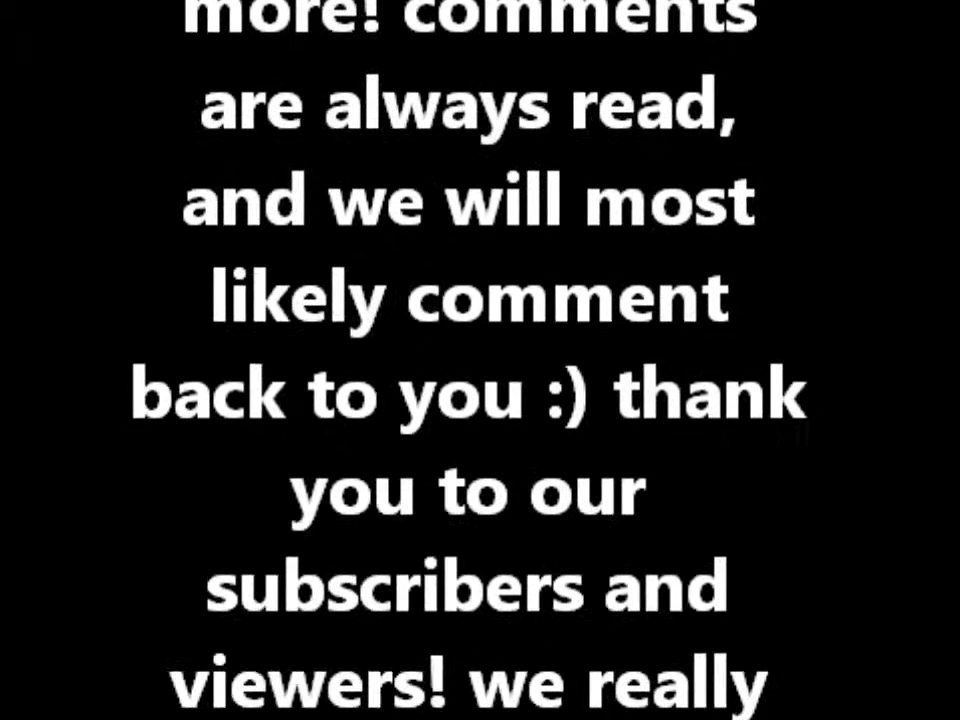 more! comments
are always read,
and we will most
likely comment
back to you :) thank
you to our
subscribers and
viewers! we really